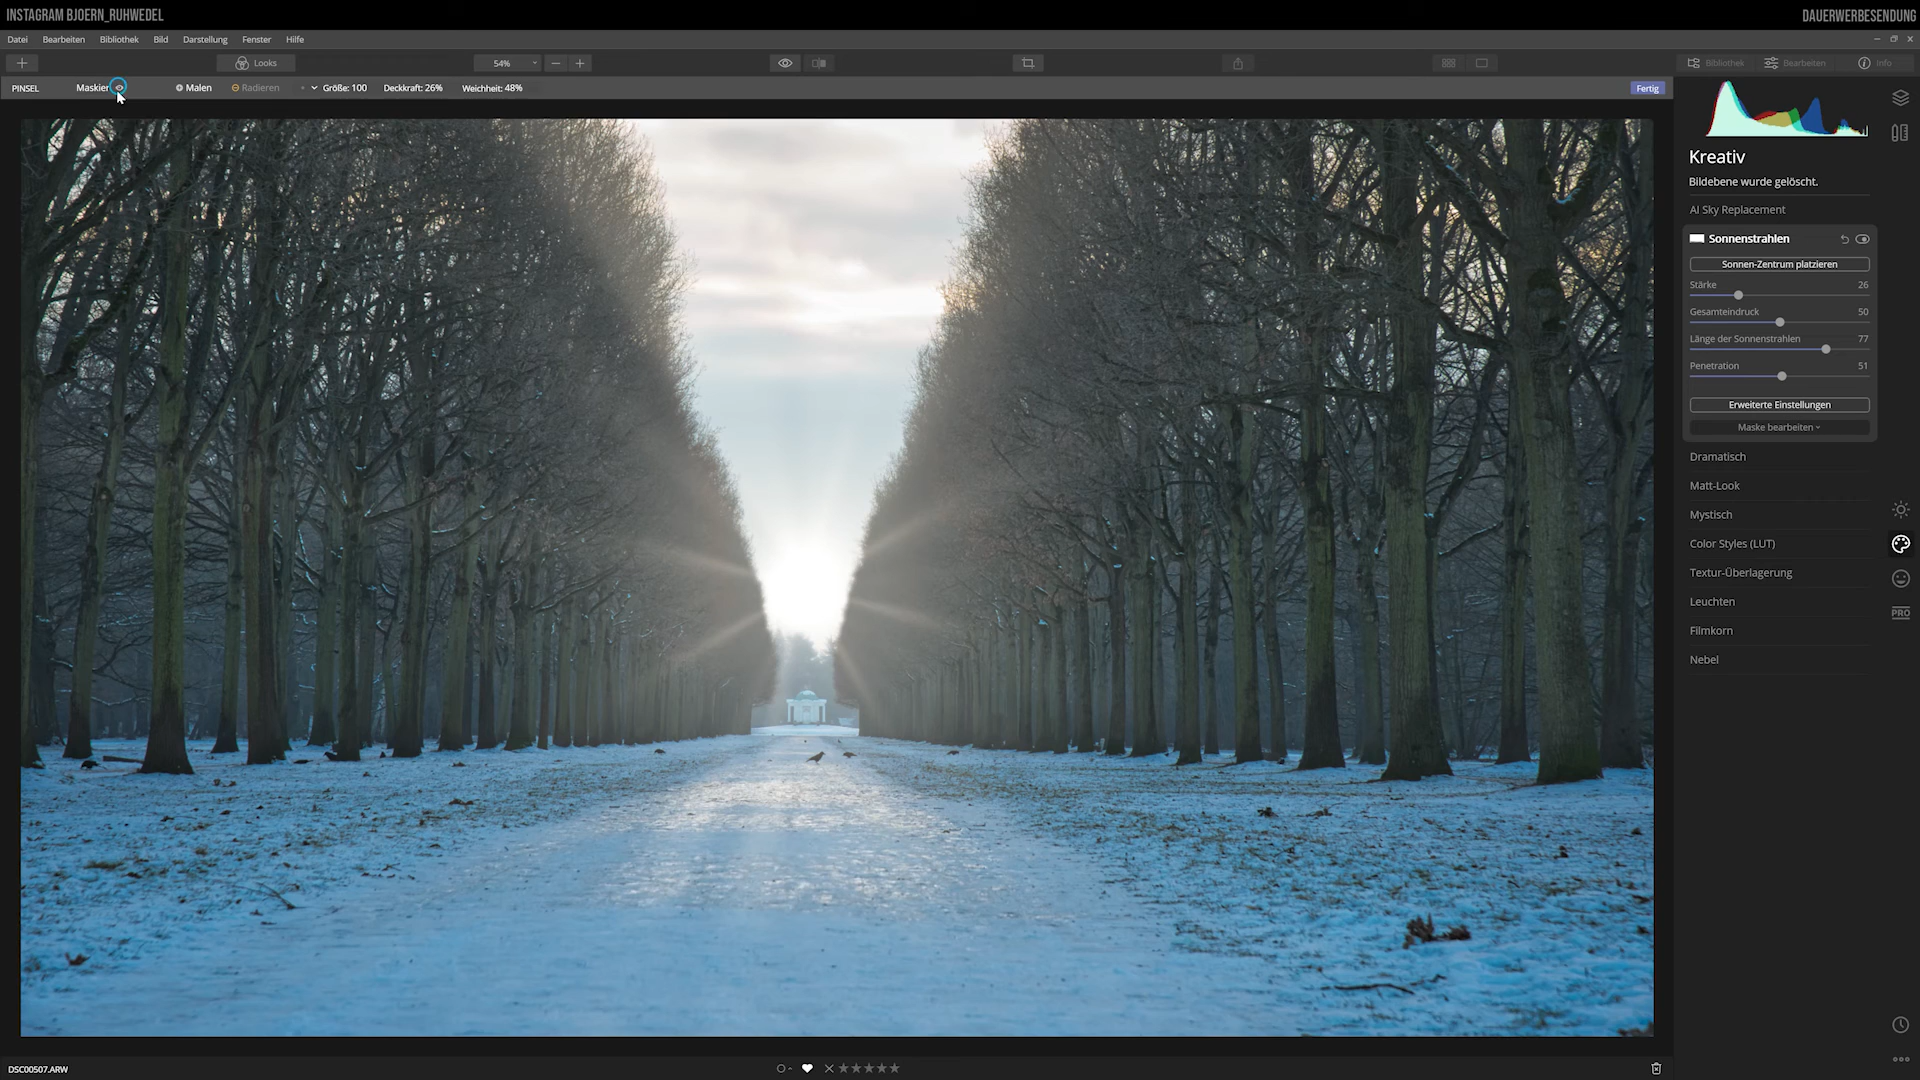 INSTAGRAM BJOERN_RUHWEDEL
DAUERWERBESENDUNG
Datei Bearbeiten Bibliothek Bild Darstellung Fenster Hilfe
Looks 54% Bibliothek Bearbeiten Info
PINSEL Maskier Malen Radieren Größe: 100 Deckkraft: 26% Weichheit: 48% Fertig
Kreativ
Bildebene wurde gelöscht.
AI Sky Replacement
Sonnenstrahlen
Sonnen-Zentrum platzieren
Stärke 26
Gesamteindruck 50
Länge der Sonnenstrahlen 77
Penetration 51
Erweiterte Einstellungen
Maske bearbeiten
Dramatisch
Matt-Look
Mystisch
Color Styles (LUT)
Textur-Überlagerung
Leuchten
PRO
Filmkorn
Nebel
DSC00507.ARW